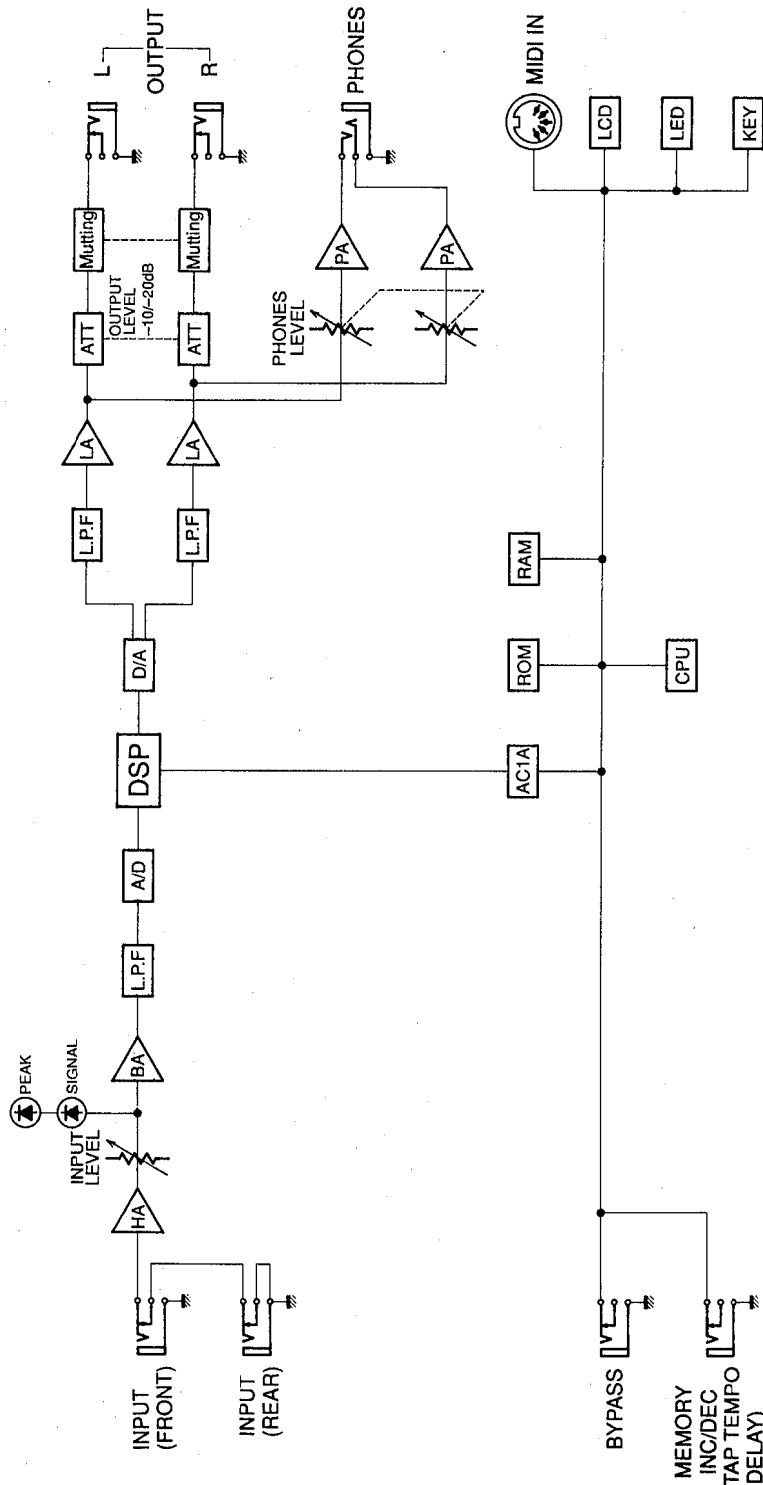 INPUT
(FRONT)
INPUT
(REAR)
HA
INPUT
LEVEL
PEAK
SIGNAL
BA
L.P.F
A/D
DSP
D/A
L.P.F
L.P.F
LA
LA
ATT
OUTPUT
LEVEL
-10/-20dB
ATT
Mutting
Mutting
L
OUTPUT
R
PHONES
LEVEL
PA
PA
PHONES
BYPASS
MEMORY
INC/DEC
TAP TEMPO
DELAY)
AC1A
ROM
RAM
CPU
MIDI IN
LCD
LED
KEY